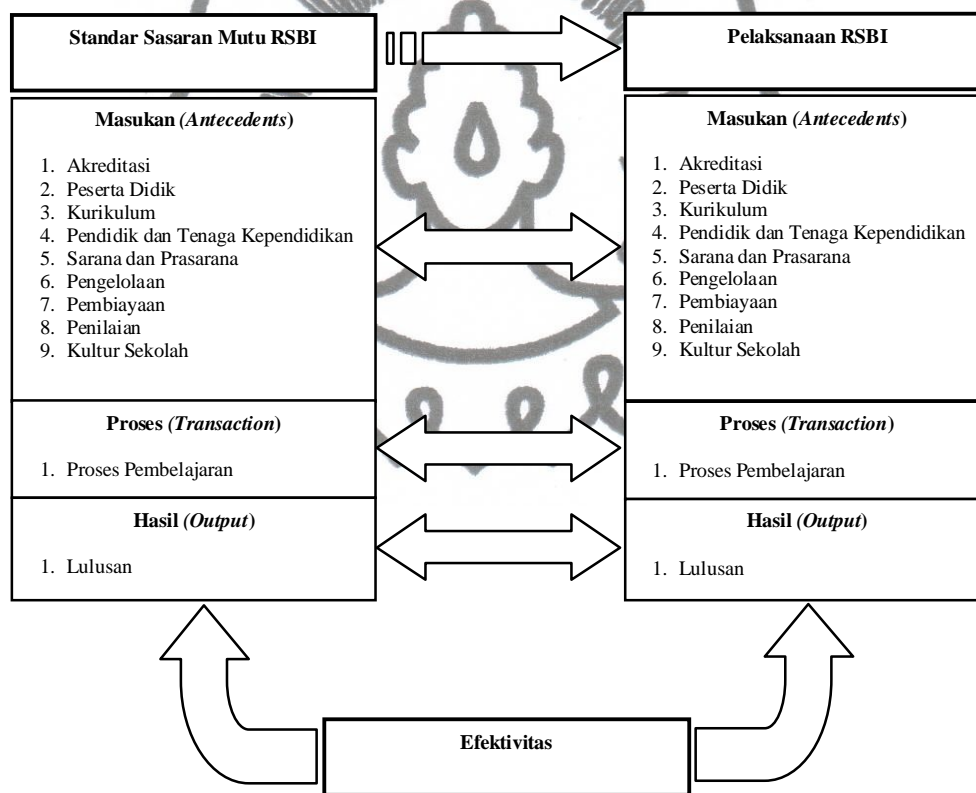 Standar Sasaran Mutu RSBI
Masukan (Antecedents)
1. Akreditasi
2. Peserta Didik
3. Kurikulum
4. Pendidik dan Tenaga Kependidikan
5. Sarana dan Prasarana
6. Pengelolaan
7. Pembiayaan
8. Penilaian
9. Kultur Sekolah
Proses (Transaction)
1. Proses Pembelajaran
Hasil (Output)
1. Lulusan
Pelaksanaan RSBI
Masukan (Antecedents)
1. Akreditasi
2. Peserta Didik
3. Kurikulum
4. Pendidik dan Tenaga Kependidikan
5. Sarana dan Prasarana
6. Pengelolaan
7. Pembiayaan
8. Penilaian
9. Kultur Sekolah
Proses (Transaction)
1. Proses Pembelajaran
Hasil (Output)
1. Lulusan
Efektivitas